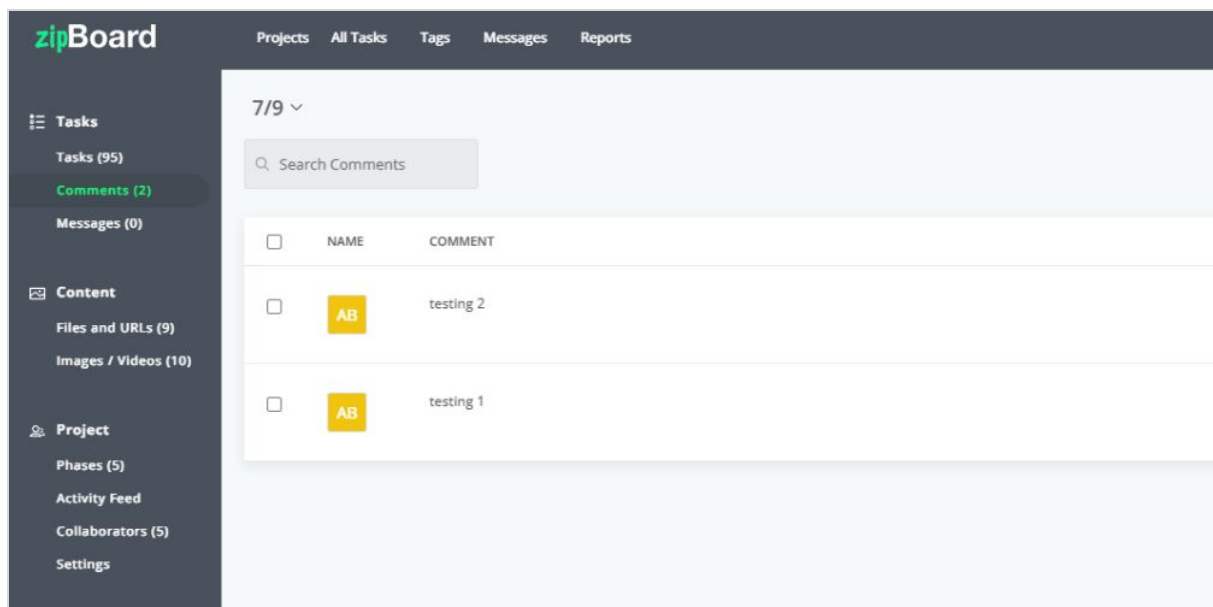 zipBoard
Projects All Tasks Tags Messages Reports
Tasks
Tasks (95)
Comments (2)
Messages (0)
Content
Files and URLs (9)
Images / Videos (10)
Project
Phases (5)
Activity Feed
Collaborators (5)
Settings
7/9
Search Comments
NAME COMMENT
AB testing 2
AB testing 1